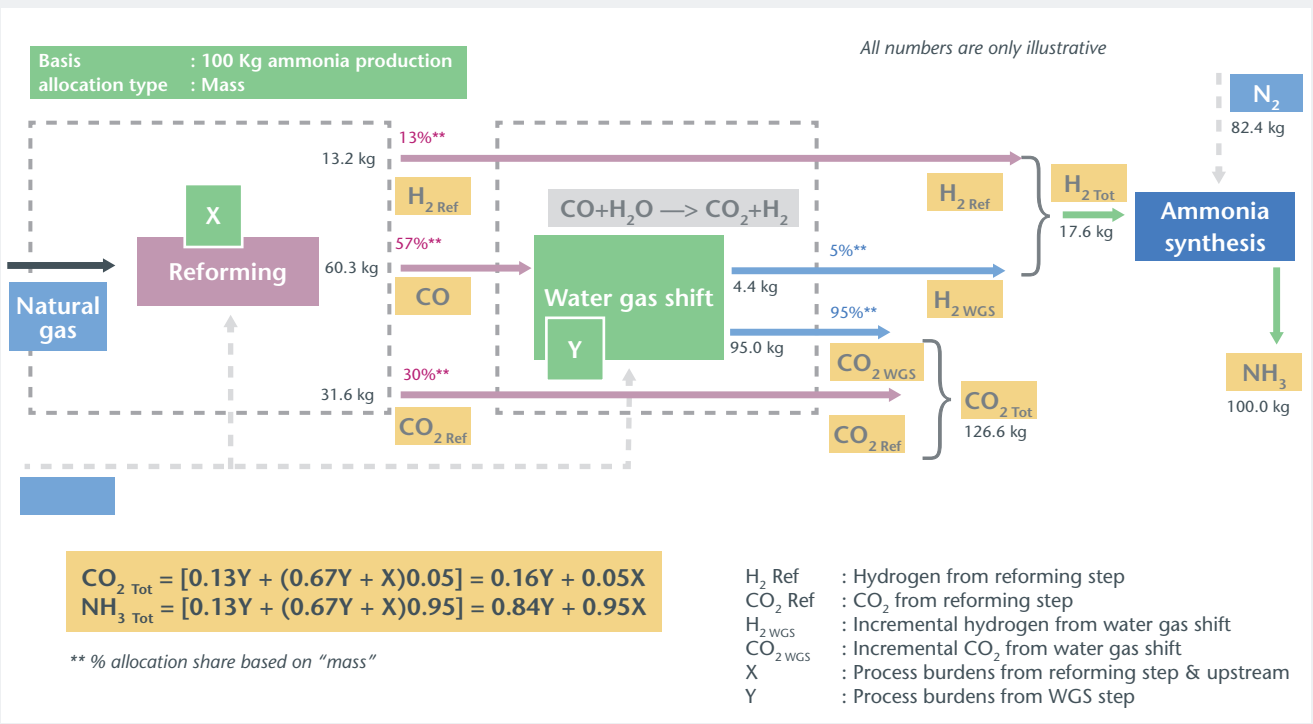 All numbers are only illustrative
Basis : 100 Kg ammonia production
allocation type : Mass
N₂
82.4 kg
13%**
13.2 kg
H₂ Ref
H₂ Ref
H₂ Tot
17.6 kg
Ammonia
synthesis
X
CO+H₂O —> CO₂+H₂
57%**
60.3 kg
Reforming
CO
Natural
gas
Water gas shift
Y
5%**
4.4 kg
H₂ WGS
95%**
95.0 kg
CO₂ WGS
30%**
31.6 kg
CO₂ Ref
CO₂ Ref
CO₂ Tot
126.6 kg
NH₃
100.0 kg
CO₂ Tot = [0.13Y + (0.67Y + X)0.05] = 0.16Y + 0.05X
NH₃ Tot = [0.13Y + (0.67Y + X)0.95] = 0.84Y + 0.95X
** % allocation share based on “mass”
H₂ Ref : Hydrogen from reforming step
CO₂ Ref : CO₂ from reforming step
H₂ WGS : Incremental hydrogen from water gas shift
CO₂ WGS : Incremental CO₂ from water gas shift
X : Process burdens from reforming step & upstream
Y : Process burdens from WGS step